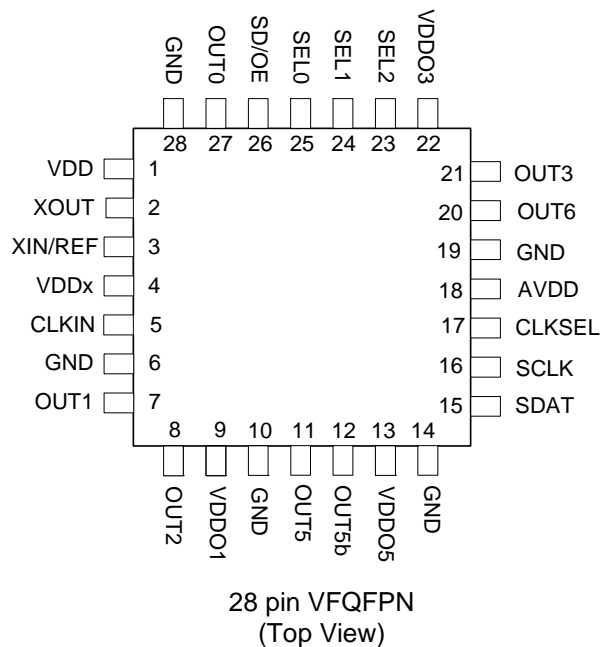 GND
OUT0
SD/OE
SEL0
SEL1
SEL2
VDDO3
28 27 26 25 24 23 22
VDD 1
XOUT 2
XIN/REF 3
VDDx 4
CLKIN 5
GND 6
OUT1 7
21 OUT3
20 OUT6
19 GND
18 AVDD
17 CLKSEL
16 SCLK
15 SDAT
8 9 10 11 12 13 14
OUT2
VDDO1
GND
OUT5
OUT5b
VDDO5
GND
28 pin VFQFPN
(Top View)